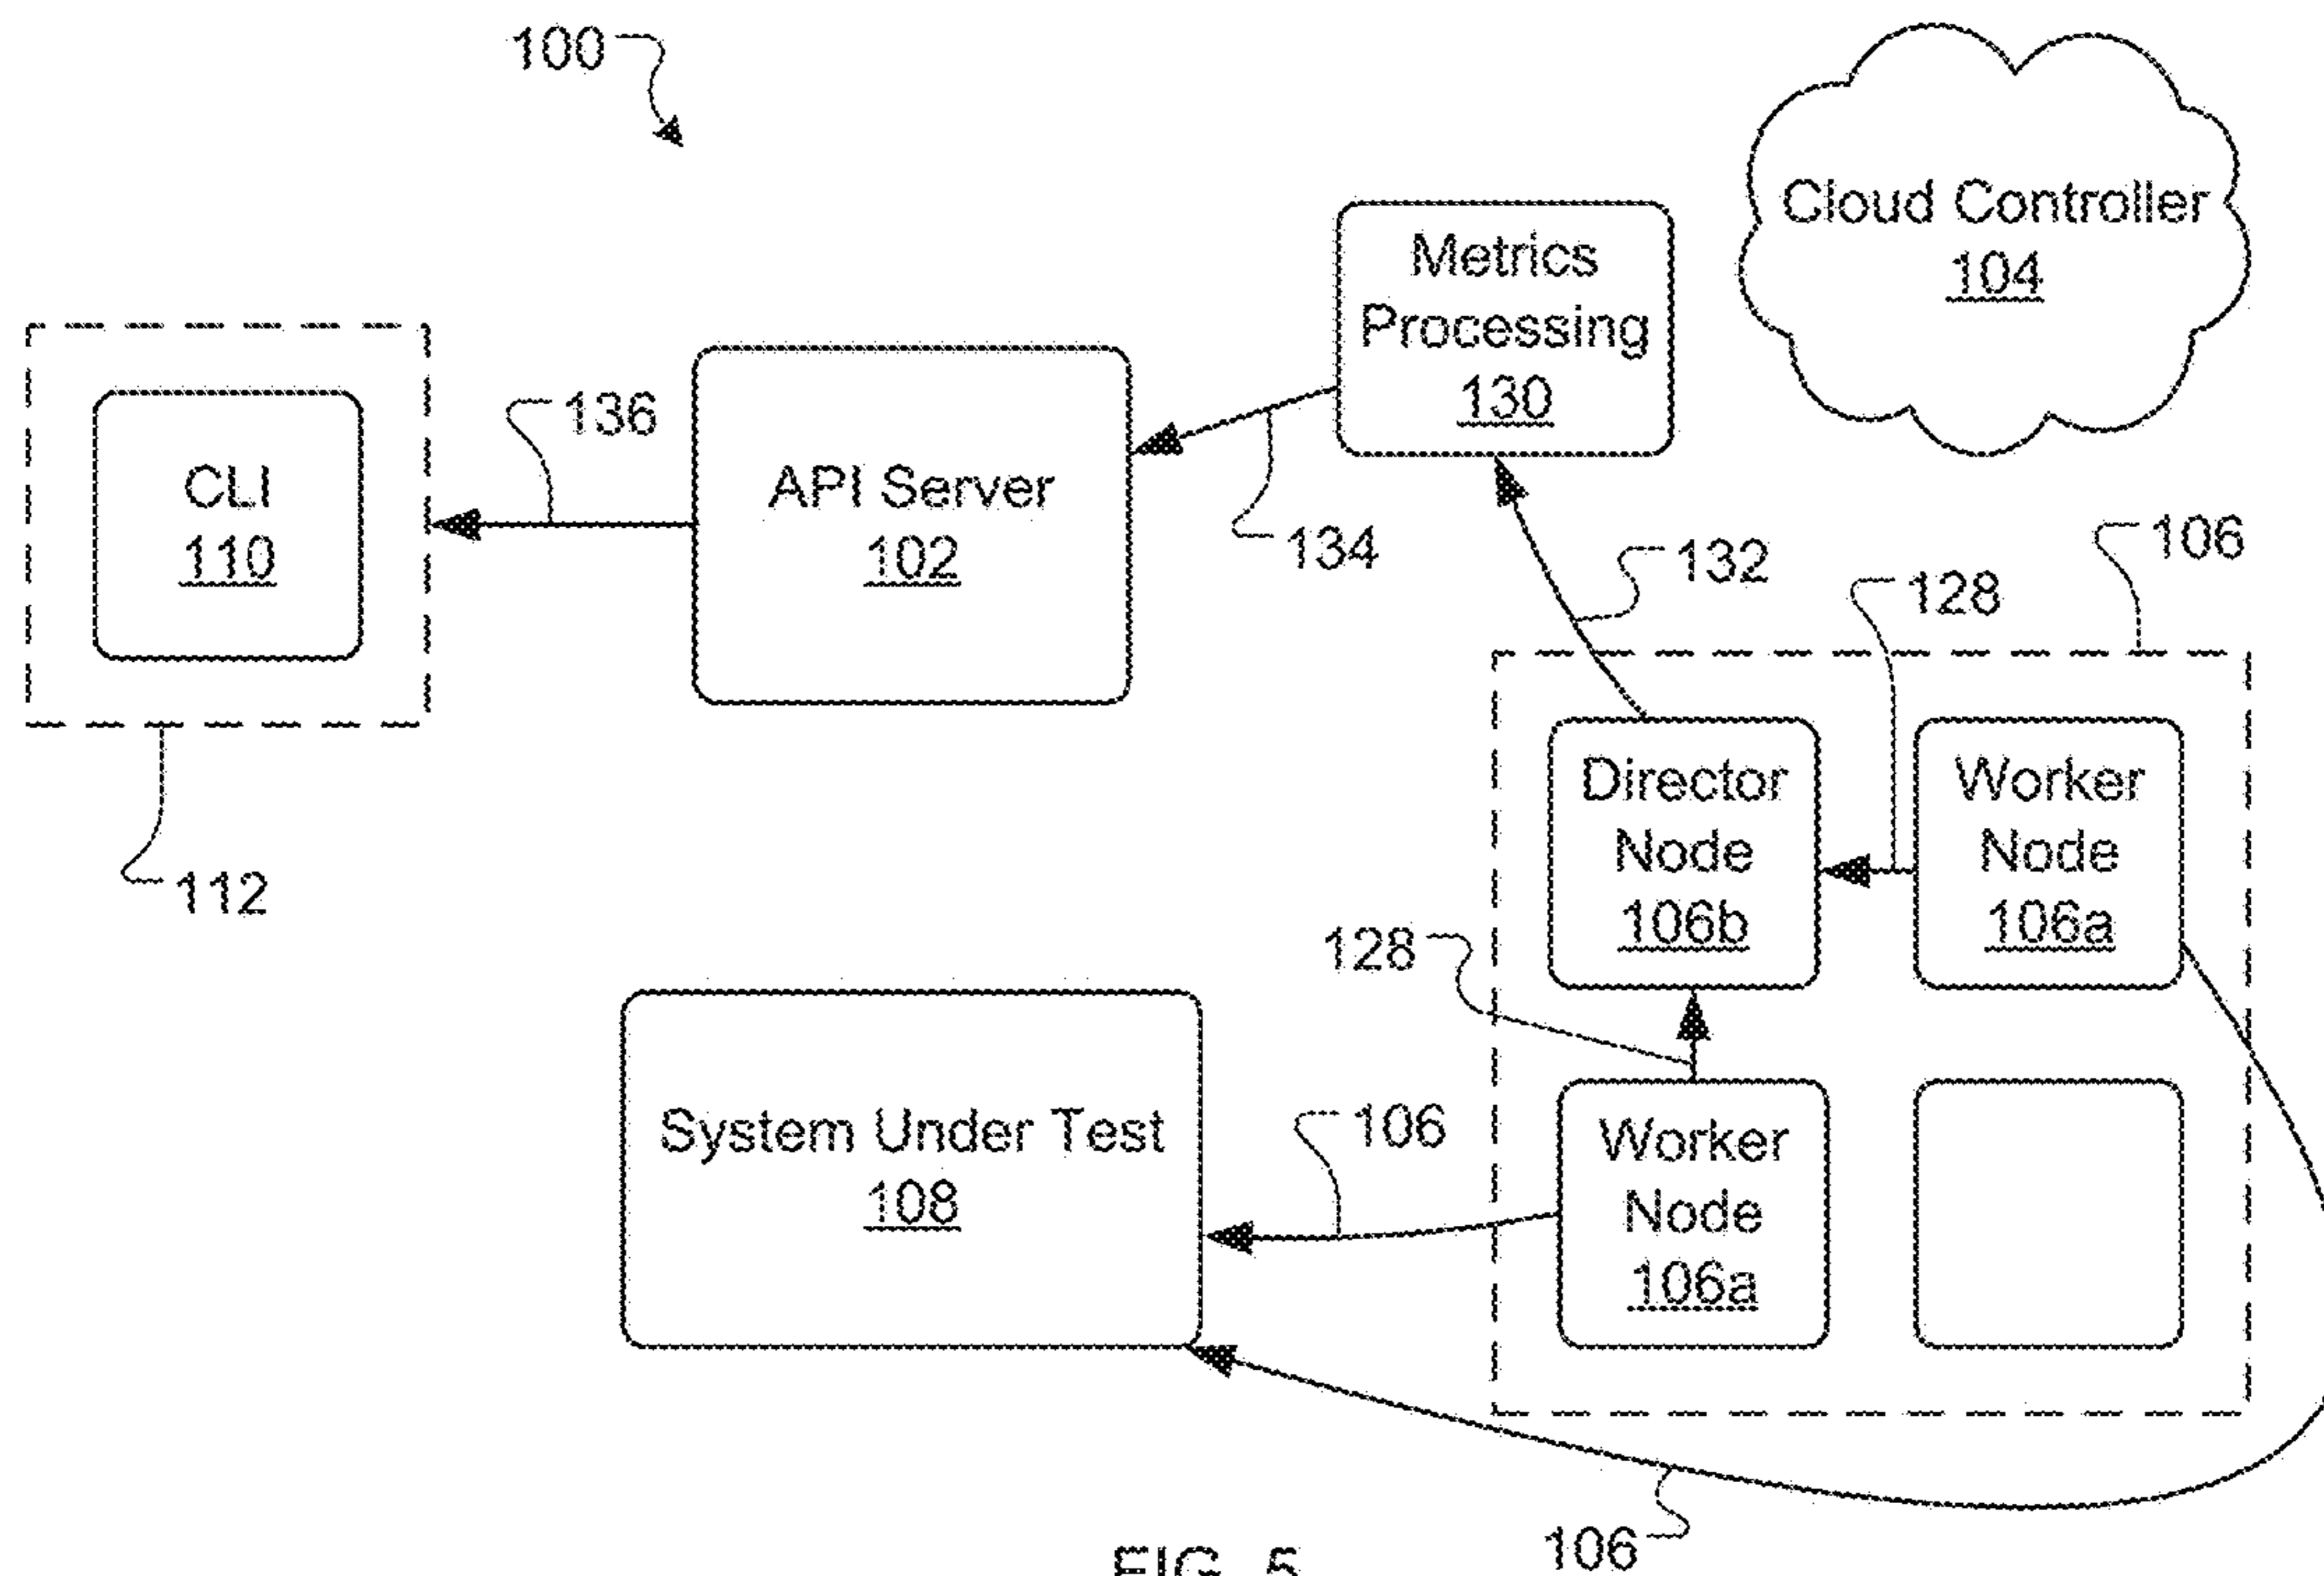 100
Cloud Controller
104
Metrics
Processing
130
CLI
110
136
API Server
102
134
132
106
128
112
Director
Node
106b
Worker
Node
106a
128
System Under Test
108
106
Worker
Node
106a
106
FIG. 5